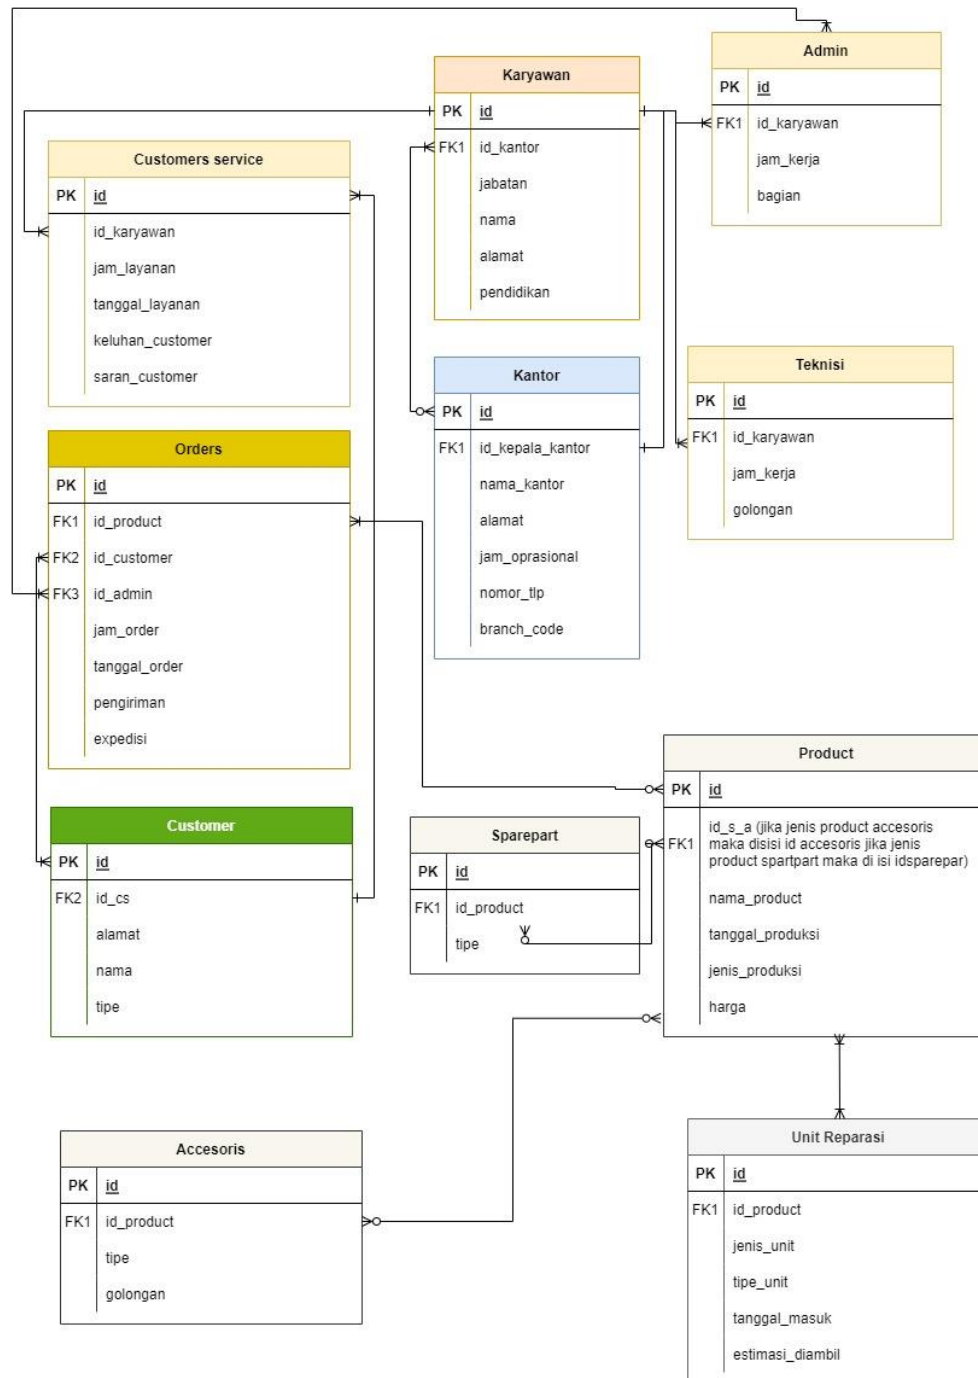 Admin
PK id
FK1 id_karyawan
jam_kerja
bagian
Karyawan
PK id
FK1 id_kantor
jabatan
nama
alamat
pendidikan
Customers service
PK id
id_karyawan
jam_layanan
tanggal_layanan
keluhan_customer
saran_customer
Kantor
PK id
FK1 id_kepala_kantor
nama_kantor
alamat
jam_oprasional
nomor_tlp
branch_code
Teknisi
PK id
FK1 id_karyawan
jam_kerja
golongan
Orders
PK id
FK1 id_product
FK2 id_customer
FK3 id_admin
jam_order
tanggal_order
pengiriman
expedisi
Product
PK id
FK1 id_s_a (jika jenis product accesoris
maka disisi id accesoris jika jenis
product spartpart maka di isi idsparepar)
nama_product
tanggal_produksi
jenis_produksi
harga
Customer
PK id
FK2 id_cs
alamat
nama
tipe
Sparepart
PK id
FK1 id_product
tipe
Accesoris
PK id
FK1 id_product
tipe
golongan
Unit Reparasi
PK id
FK1 id_product
jenis_unit
tipe_unit
tanggal_masuk
estimasi_diambil